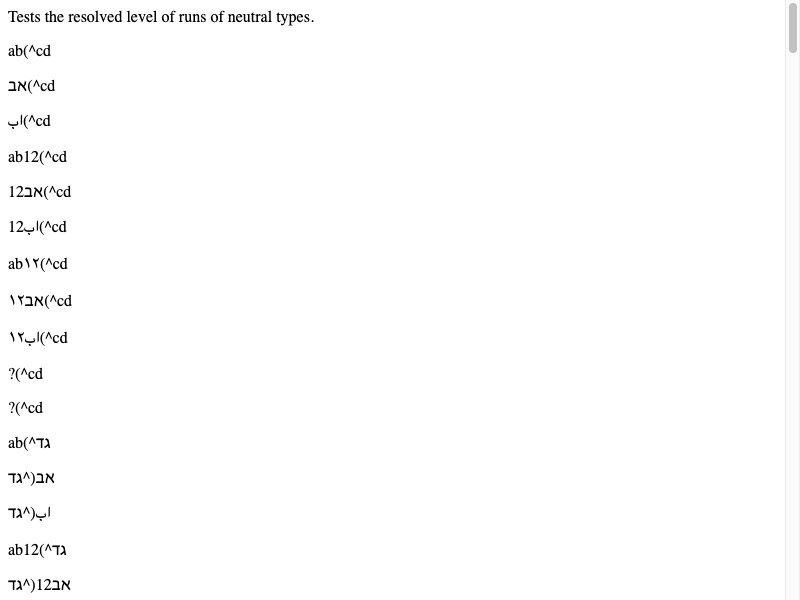 Tests the resolved level of runs of neutral types.
ab(^cd
אב(^cd
اب(^cd
ab12(^cd
אב12(^cd
اب12(^cd
ab١٢(^cd
אב١٢(^cd
اب١٢(^cd
?(^cd
?(^cd
ab(^גד
אב(^גד
اب(^גד
ab12(^גד
אב12(^גד